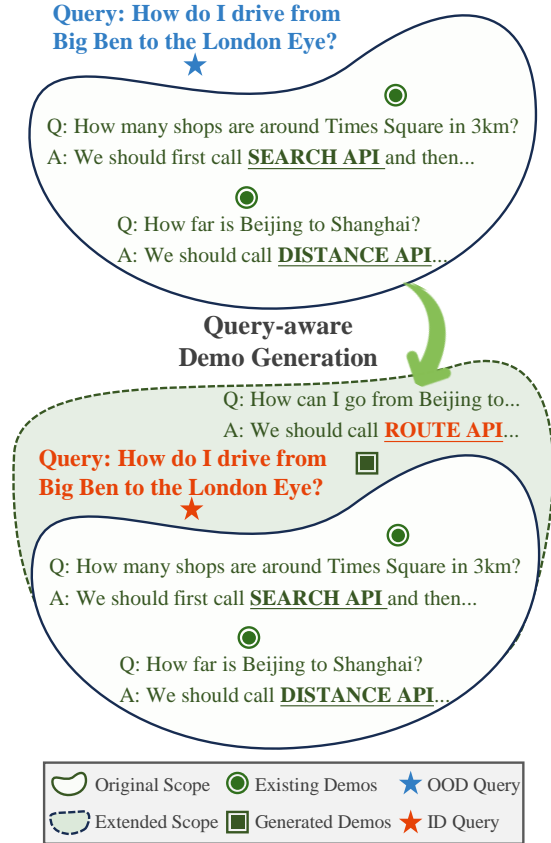 Query: How do I drive from
Big Ben to the London Eye?
Q: How many shops are around Times Square in 3km?
A: We should first call SEARCH API and then...
Q: How far is Beijing to Shanghai?
A: We should call DISTANCE API...
Query-aware
Demo Generation
Q: How can I go from Beijing to...
A: We should call ROUTE API...
Query: How do I drive from
Big Ben to the London Eye?
Q: How many shops are around Times Square in 3km?
A: We should first call SEARCH API and then...
Q: How far is Beijing to Shanghai?
A: We should call DISTANCE API...
Original Scope Existing Demos OOD Query
Extended Scope Generated Demos ID Query